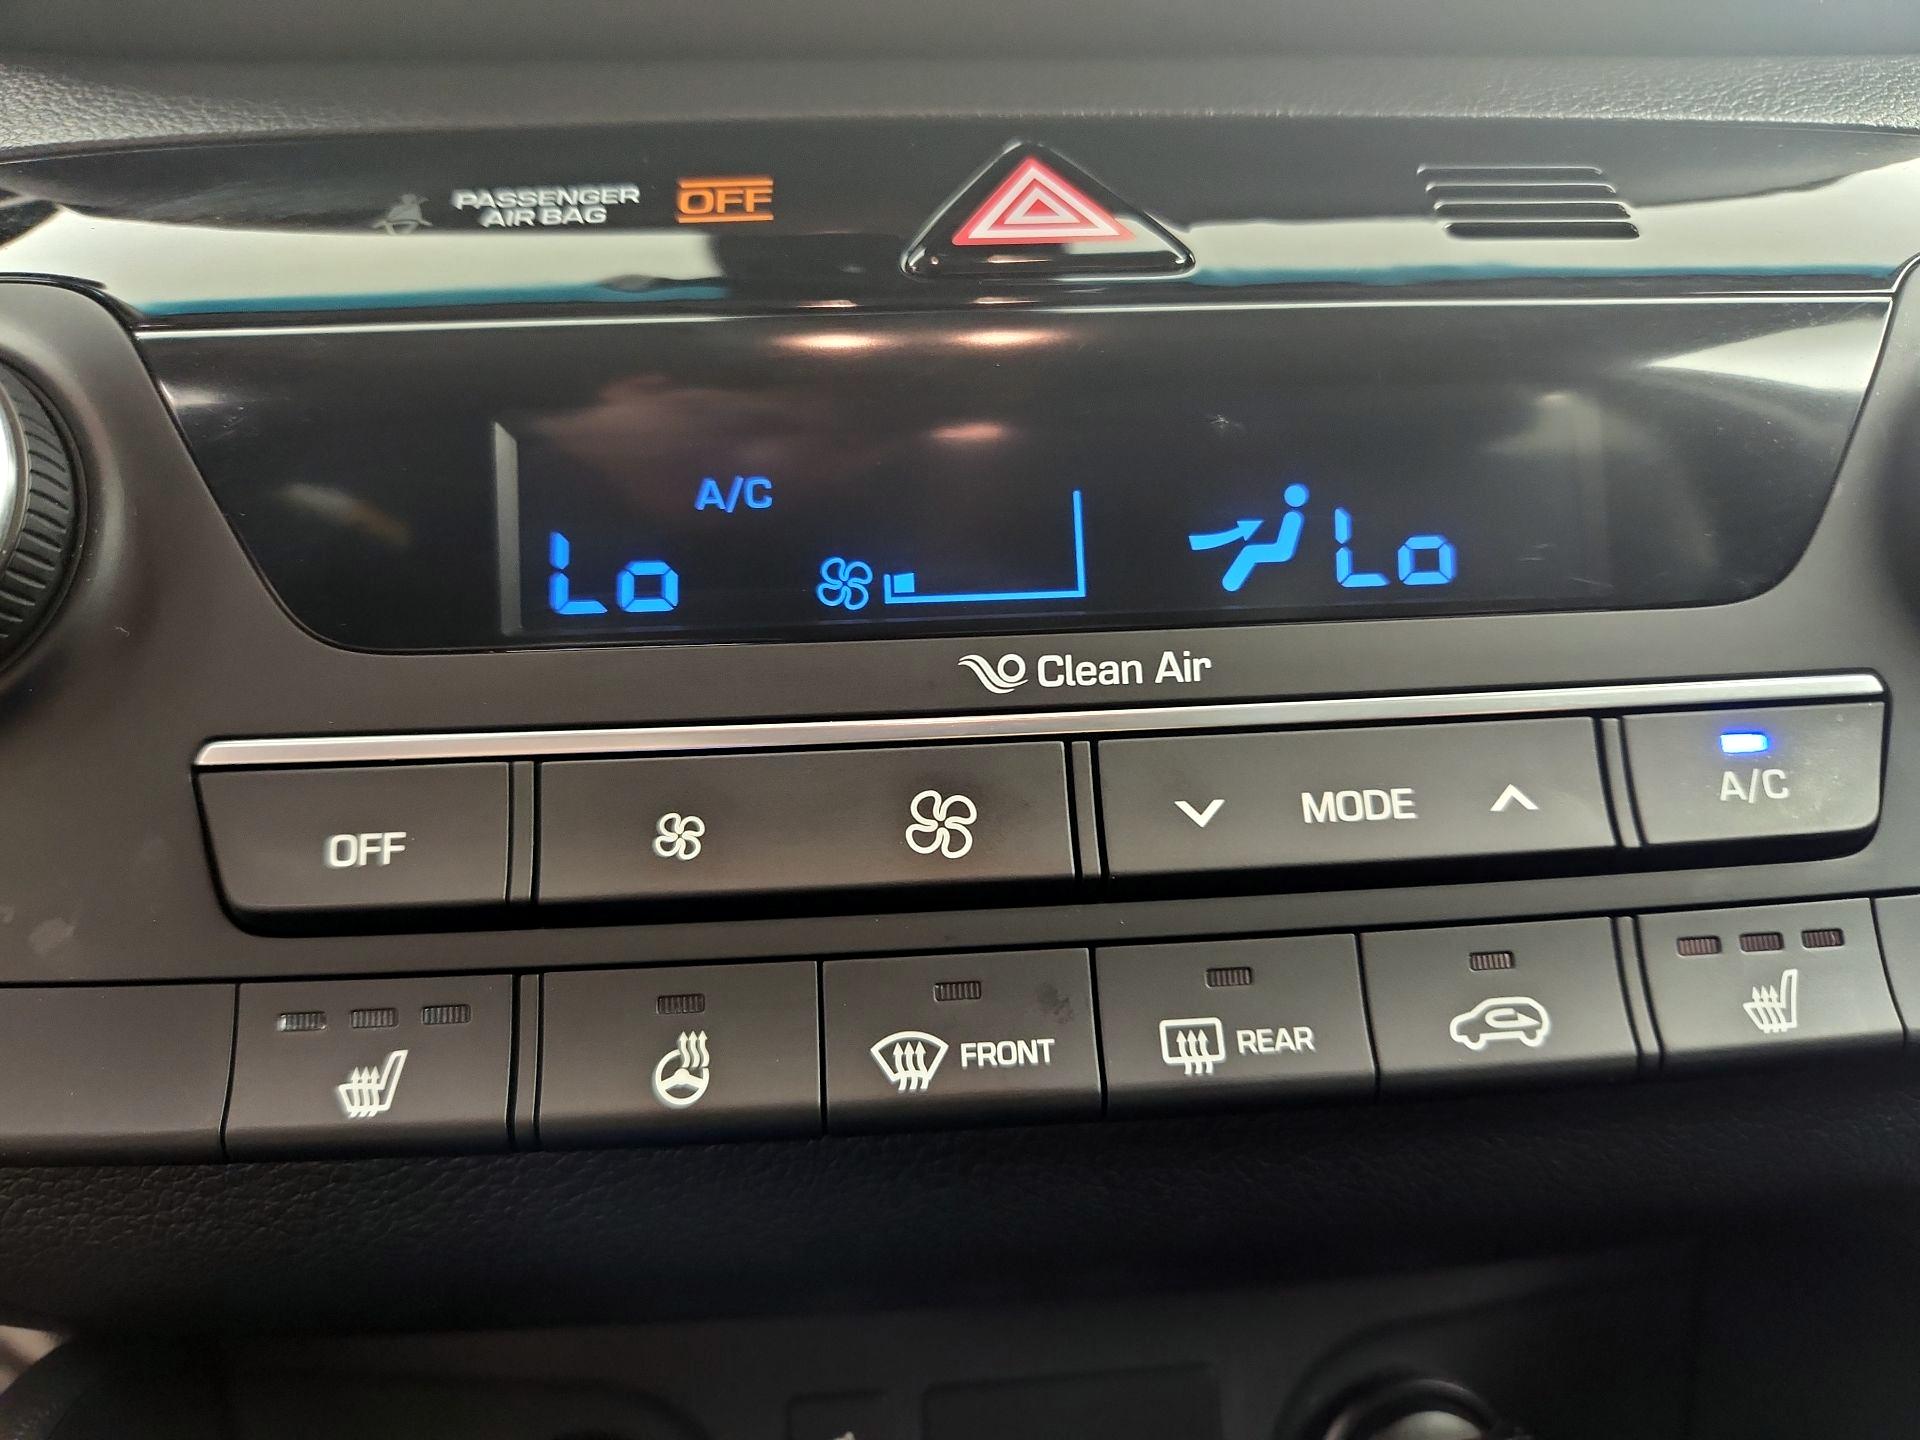 PASSENGER
AIR BAG
OFF
A/C
Lo
Lo
Clean Air
OFF
MODE
A/C
FRONT
REAR